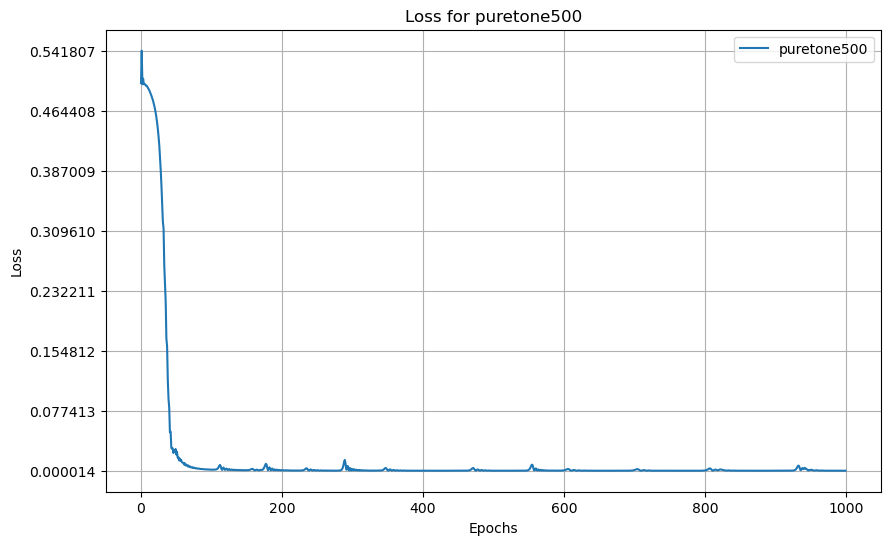 Loss for puretone500
puretone500
0.541807
0.464408
0.387009
0.309610
0.232211
0.154812
0.077413
0.000014
Loss
0 200 400 600 800 1000
Epochs